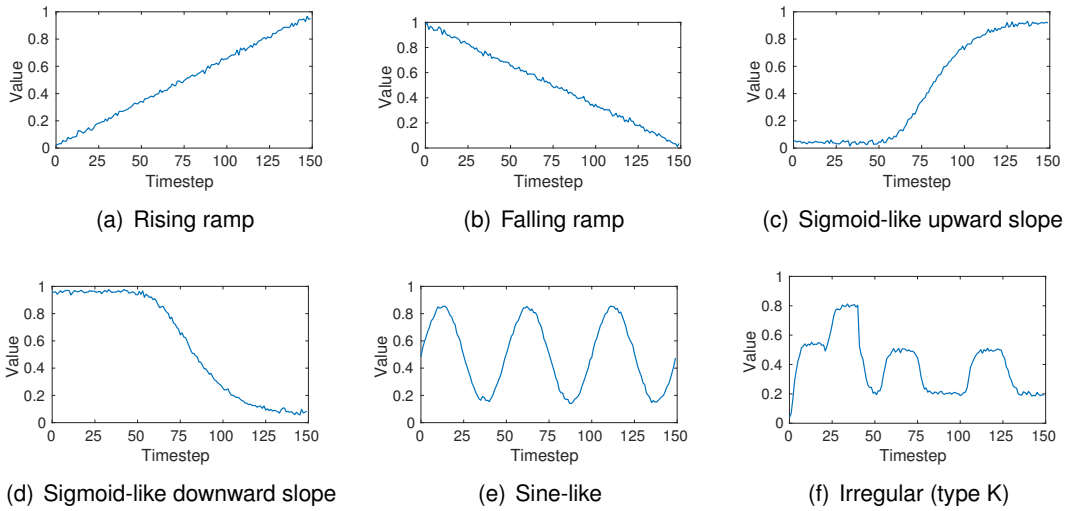 1
0.8
0.6
0.4
0.2
0
Value
0 25 50 75 100 125 150
Timestep
(a) Rising ramp
1
0.8
0.6
0.4
0.2
0
Value
0 25 50 75 100 125 150
Timestep
(b) Falling ramp
1
0.8
0.6
0.4
0.2
0
Value
0 25 50 75 100 125 150
Timestep
(c) Sigmoid-like upward slope
1
0.8
0.6
0.4
0.2
0
Value
0 25 50 75 100 125 150
Timestep
(d) Sigmoid-like downward slope
1
0.8
0.6
0.4
0.2
0
Value
0 25 50 75 100 125 150
Timestep
(e) Sine-like
1
0.8
0.6
0.4
0.2
0
Value
0 25 50 75 100 125 150
Timestep
(f) Irregular (type K)